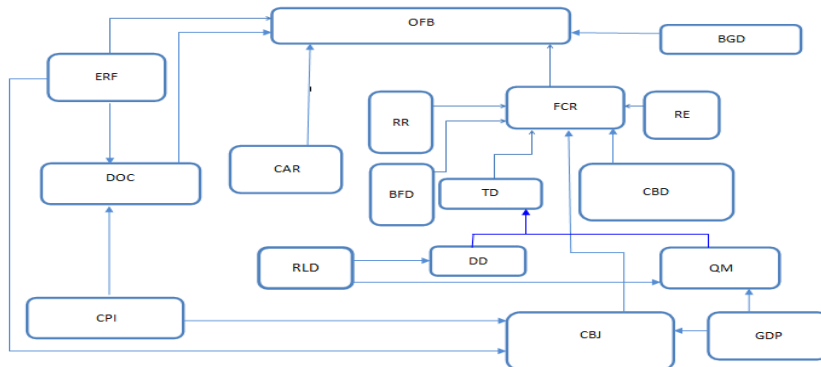 OFB
BGD
ERF
FCR
RR
RE
CAR
DOC
BFD
TD
CBD
RLD
DD
QM
CPI
CBJ
GDP